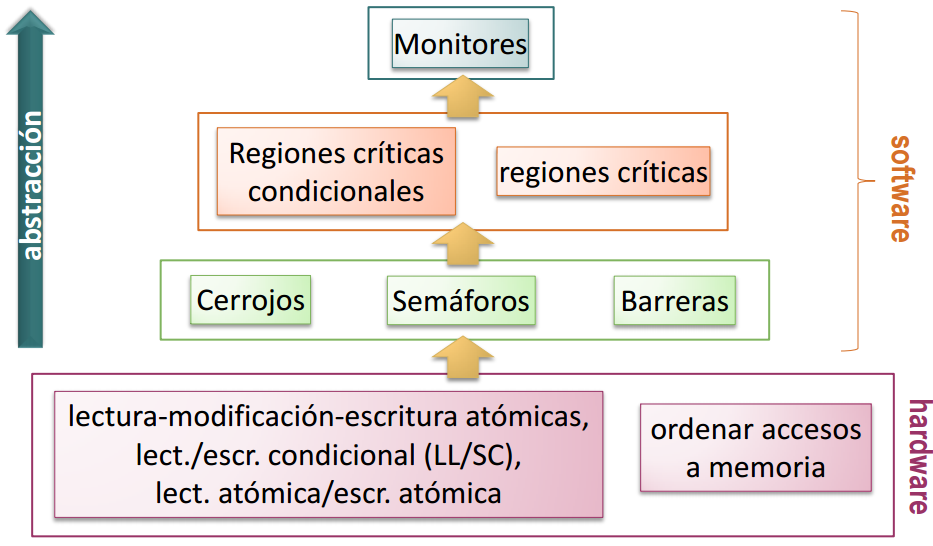 abstracción
Monitores
Regiones críticas
condicionales
regiones críticas
software
Cerrojos
Semáforos
Barreras
lectura-modificación-escritura atómicas,
lect./escr. condicional (LL/SC),
lect. atómica/escr. atómica
ordenar accesos
a memoria
hardware